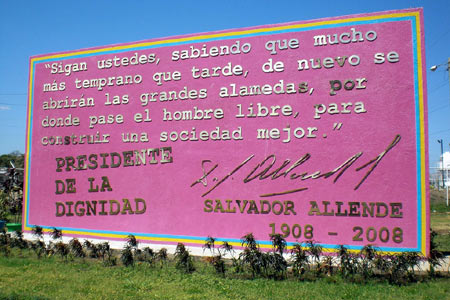 "Sigan ustedes, sabiendo que mucho
más temprano que tarde, de nuevo se
abrirán las grandes alamedas, por
donde pase el hombre libre, para
construir una sociedad mejor."
PRESIDENTE
DE LA
DIGNIDAD
S. Allende
SALVADOR ALLENDE
1908 - 2008